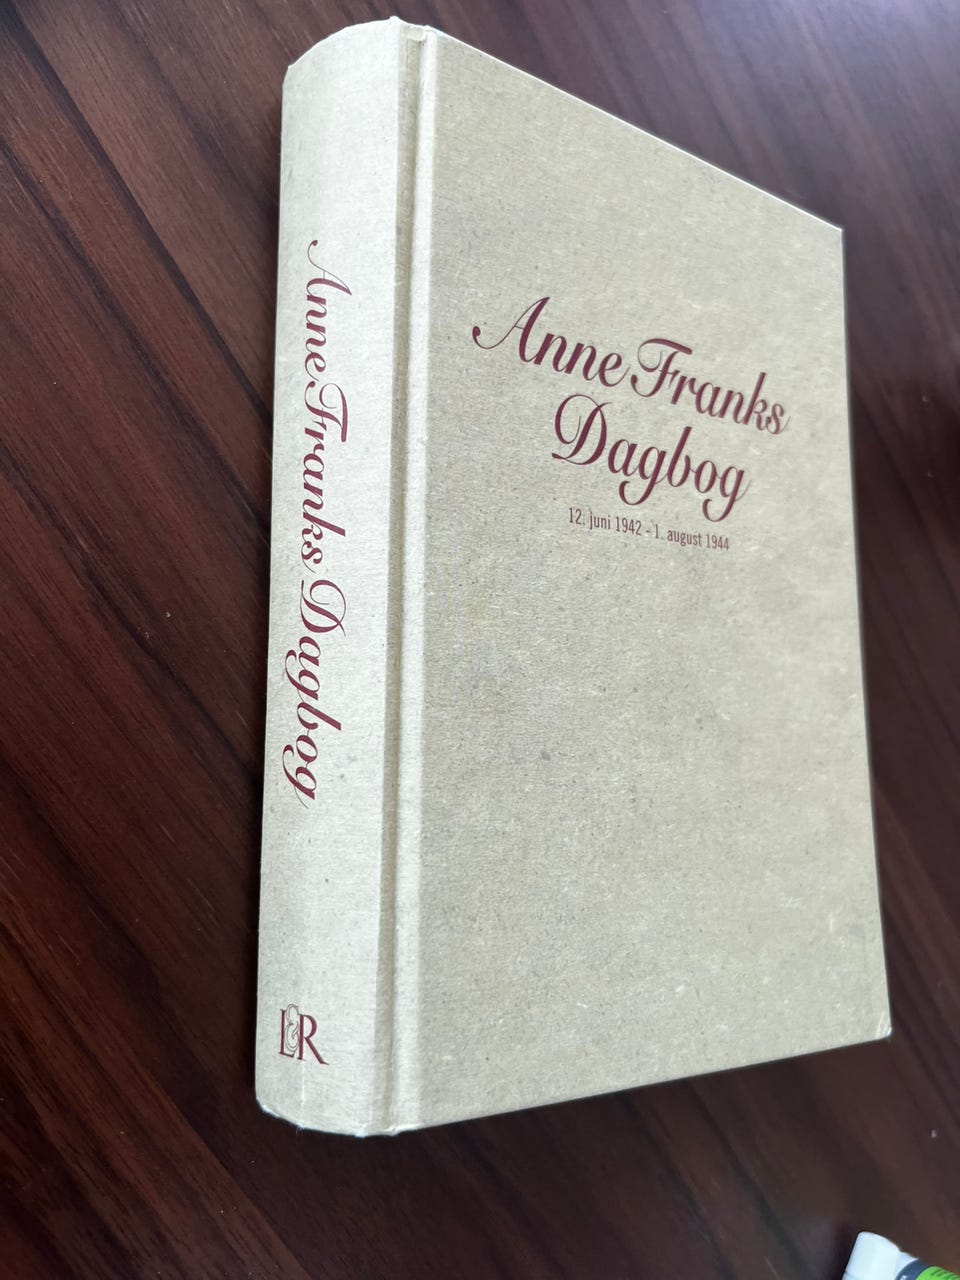 Anne Franks Dagbog
L&R
Anne Franks
Dagbog
12. juni 1942 - 1. august 1944